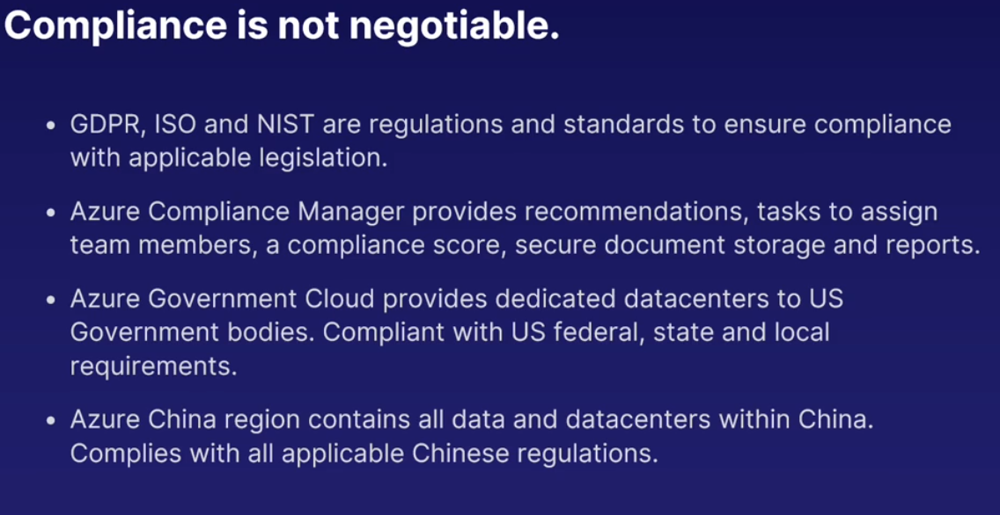 Compliance is not negotiable.
• GDPR, ISO and NIST are regulations and standards to ensure compliance
with applicable legislation.
• Azure Compliance Manager provides recommendations, tasks to assign
team members, a compliance score, secure document storage and reports.
• Azure Government Cloud provides dedicated datacenters to US
Government bodies. Compliant with US federal, state and local
requirements.
• Azure China region contains all data and datacenters within China.
Complies with all applicable Chinese regulations.